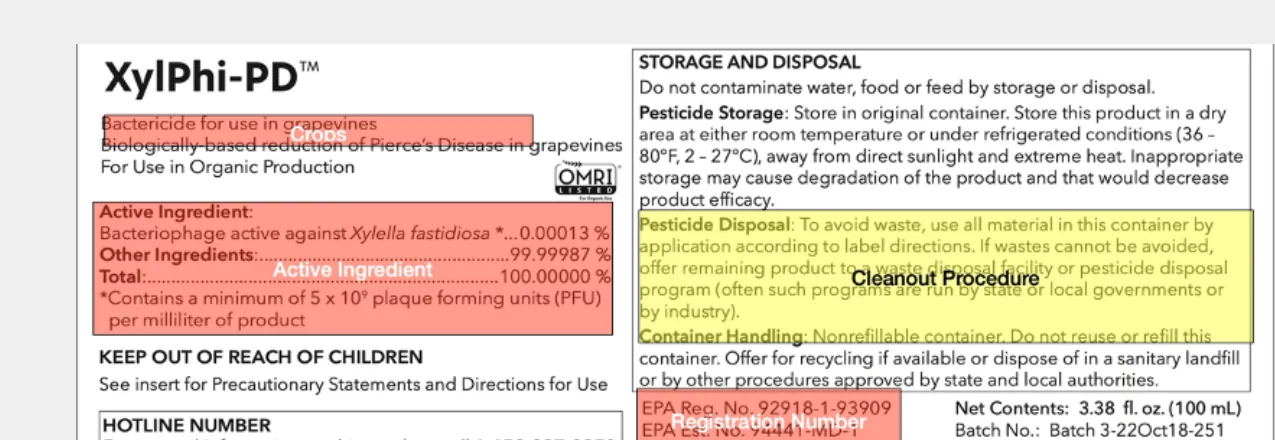 XylPhi-PD™
Bactericide for use in grapevines
Crops
Biologically-based reduction of Pierce's Disease in grapevines
For Use in Organic Production
OMRI
LISTED
For Organic Use
Active Ingredient:
Bacteriophage active against Xylella fastidiosa *...0.00013 %
Other Ingredients:................................................99.99987 %
Active Ingredient
Total:......................................................................100.00000 %
*Contains a minimum of 5 x 10⁹ plaque forming units (PFU)
per milliliter of product
KEEP OUT OF REACH OF CHILDREN
See insert for Precautionary Statements and Directions for Use
HOTLINE NUMBER
STORAGE AND DISPOSAL
Do not contaminate water, food or feed by storage or disposal.
Pesticide Storage: Store in original container. Store this product in a dry
area at either room temperature or under refrigerated conditions (36 –
80°F, 2 – 27°C), away from direct sunlight and extreme heat. Inappropriate
storage may cause degradation of the product and that would decrease
product efficacy.
Pesticide Disposal: To avoid waste, use all material in this container by
application according to label directions. If wastes cannot be avoided,
offer remaining product to a waste disposal facility or pesticide disposal
Cleanout Procedure
program (often such programs are run by state or local governments or
by industry).
Container Handling: Nonrefillable container. Do not reuse or refill this
container. Offer for recycling if available or dispose of in a sanitary landfill
or by other procedures approved by state and local authorities.
EPA Reg. No. 92918-1-93909
Registration Number
EPA Est. No. 94441-MD-1
Net Contents: 3.38 fl. oz. (100 mL)
Batch No.: Batch 3-22Oct18-251